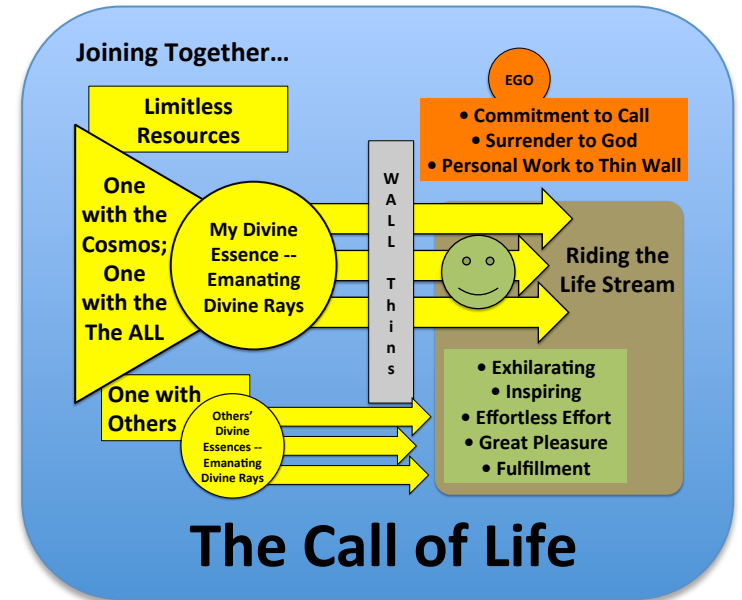 Joining Together...
EGO
Limitless
Resources
• Commitment to Call
• Surrender to God
• Personal Work to Thin Wall
One
with the
Cosmos;
One
with the
The ALL
My Divine
Essence --
Emanating
Divine Rays
WALL Thins
Riding the
Life Stream
One with
Others
Others'
Divine
Essences --
Emanating
Divine Rays
• Exhilarating
• Inspiring
• Effortless Effort
• Great Pleasure
• Fulfillment
The Call of Life